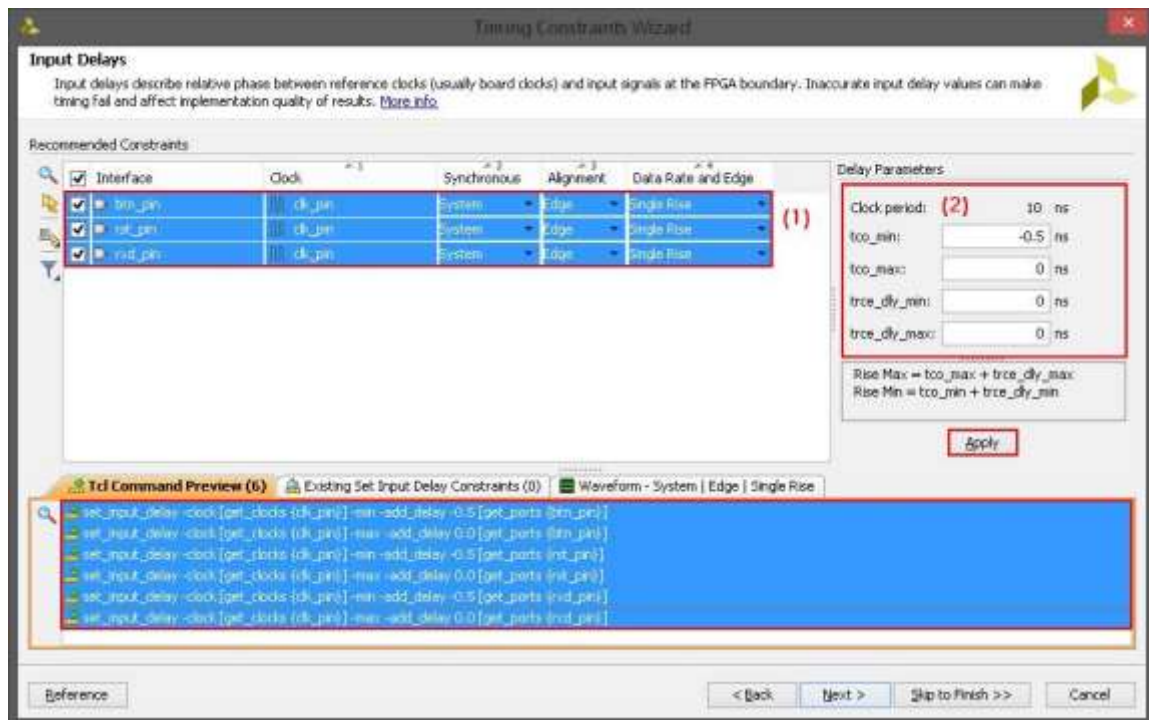 Timing Constraints Wizard
Input Delays
Input delays describe relative phase between reference clocks (usually board clocks) and input signals at the FPGA boundary. Inaccurate input delay values can make
timing fail and affect implementation quality of results. More info
Recommended Constraints
Interface Clock 1 Synchronous 2 Alignment 3 Data Rate and Edge 4
btn_pin clk_pin System Edge Single Rise
rst_pin clk_pin System Edge Single Rise
rxd_pin clk_pin System Edge Single Rise
(1)
Delay Parameters
Clock period: (2) 10 ns
tco_min: -0.5 ns
tco_max: 0 ns
trce_dly_min: 0 ns
trce_dly_max: 0 ns
Rise Max = tco_max + trce_dly_max
Rise Min = tco_min + trce_dly_min
Apply
Tcl Command Preview (6) Existing Set Input Delay Constraints (0) Waveform - System | Edge | Single Rise
set_input_delay -clock [get_clocks {clk_pin}] -min -add_delay -0.5 [get_ports {btn_pin}]
set_input_delay -clock [get_clocks {clk_pin}] -max -add_delay 0.0 [get_ports {btn_pin}]
set_input_delay -clock [get_clocks {clk_pin}] -min -add_delay -0.5 [get_ports {rst_pin}]
set_input_delay -clock [get_clocks {clk_pin}] -max -add_delay 0.0 [get_ports {rst_pin}]
set_input_delay -clock [get_clocks {clk_pin}] -min -add_delay -0.5 [get_ports {rxd_pin}]
set_input_delay -clock [get_clocks {clk_pin}] -max -add_delay 0.0 [get_ports {rxd_pin}]
Reference < Back Next > Skip to Finish >> Cancel